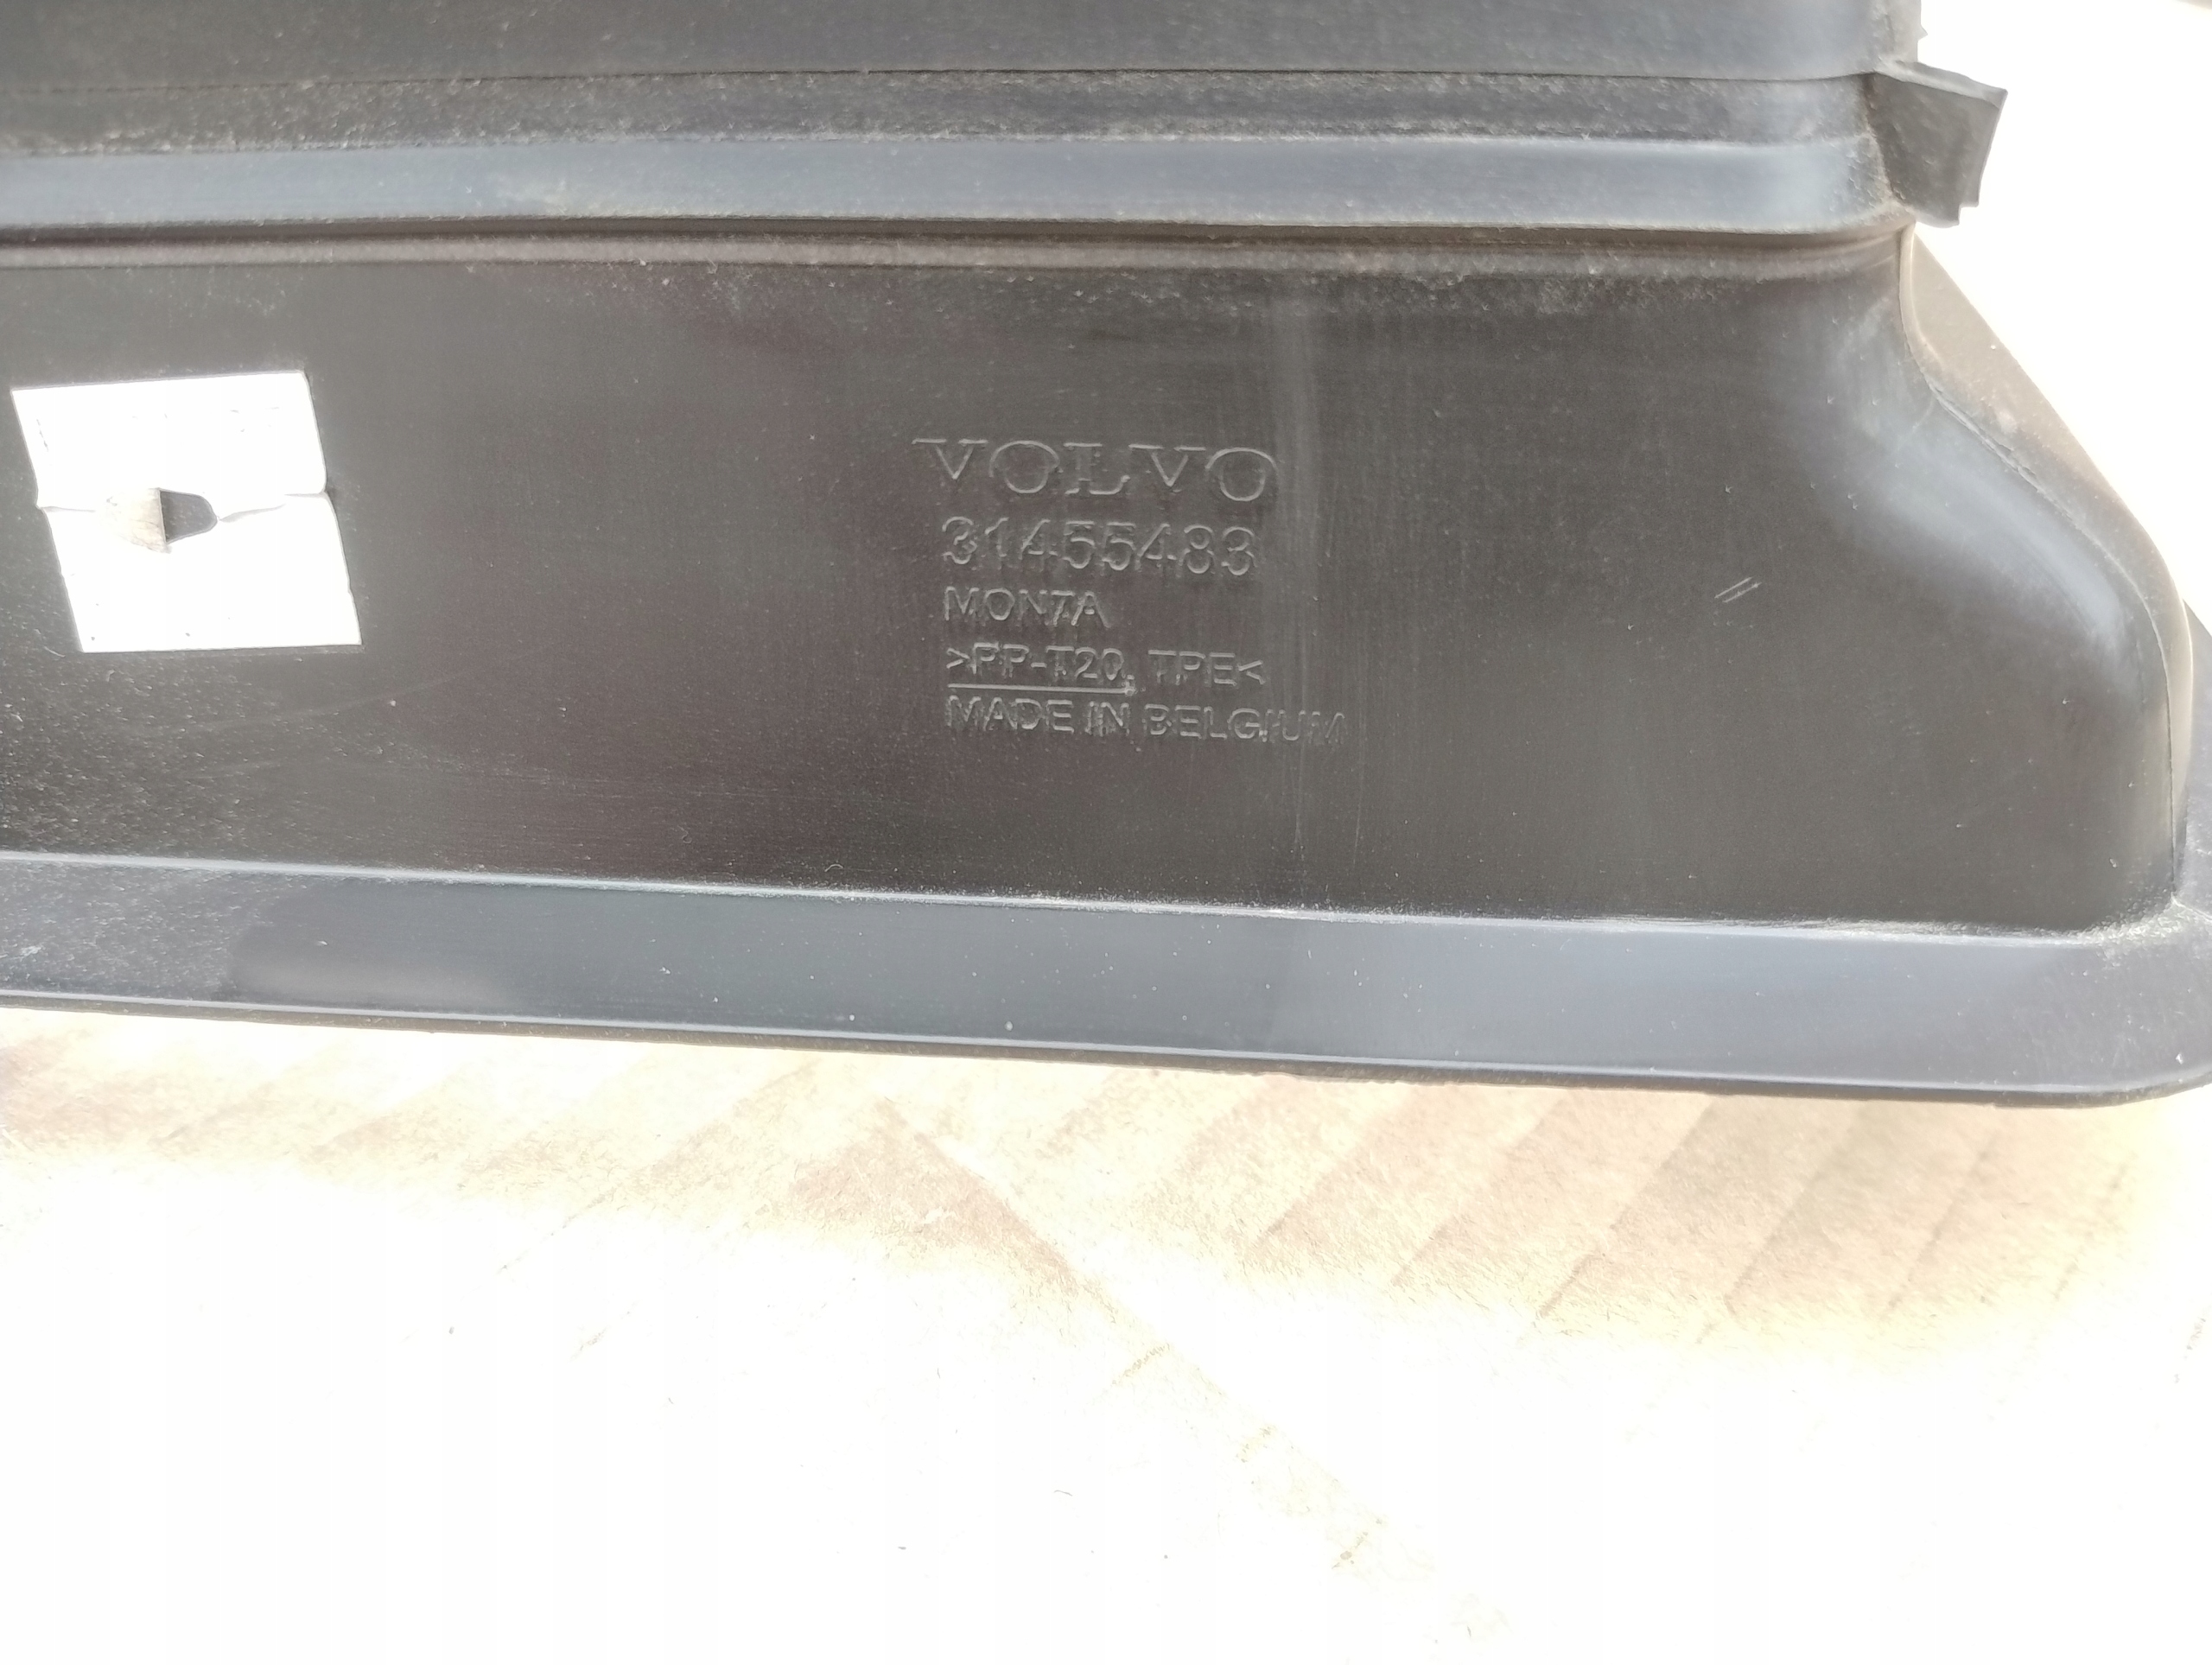 VOLVO
31455483
MONTA
>PP-T20, TPE<
MADE IN BELGIUM